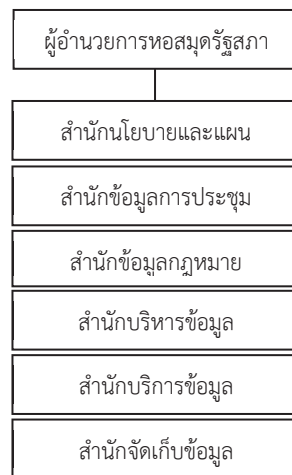 ผู้อำนวยการหอสมุดรัฐสภา
สำนักนโยบายและแผน
สำนักข้อมูลการประชุม
สำนักข้อมูลกฎหมาย
สำนักบริหารข้อมูล
สำนักบริการข้อมูล
สำนักจัดเก็บข้อมูล